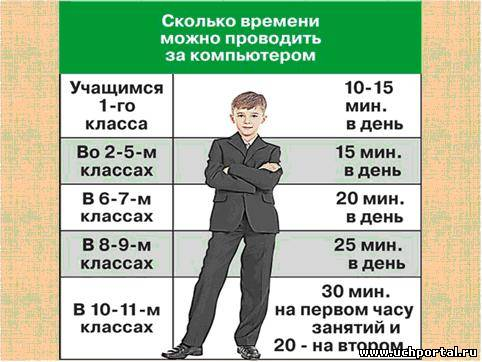 Сколько времени
можно проводить
за компьютером
Учащимся
1-го
класса
10-15
мин.
в день
Во 2-5-м
классах
15 мин.
в день
В 6-7-м
классах
20 мин.
в день
В 8-9-м
классах
25 мин.
в день
В 10-11-м
классах
30 мин.
на первом часу
занятий и
20 - на втором
www.uchportal.ru